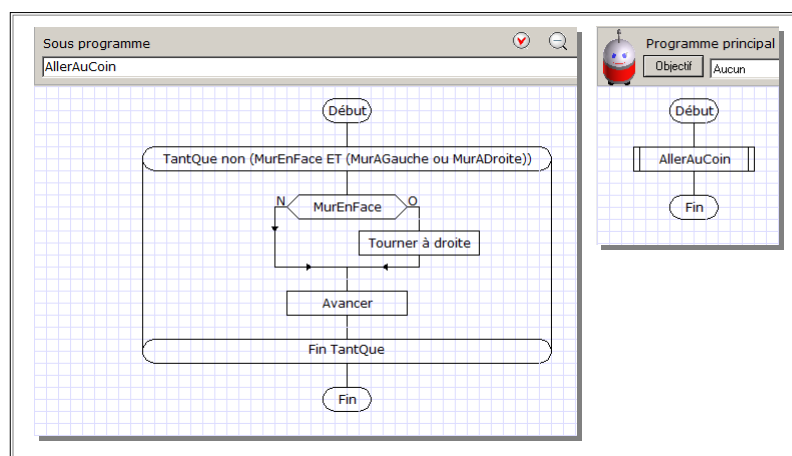 Sous programme
AllerAuCoin
Début
TantQue non (MurEnFace ET (MurAGauche ou MurADroite))
N MurEnFace O
Tourner à droite
Avancer
Fin TantQue
Fin
Programme principal
Objectif Aucun
Début
AllerAuCoin
Fin